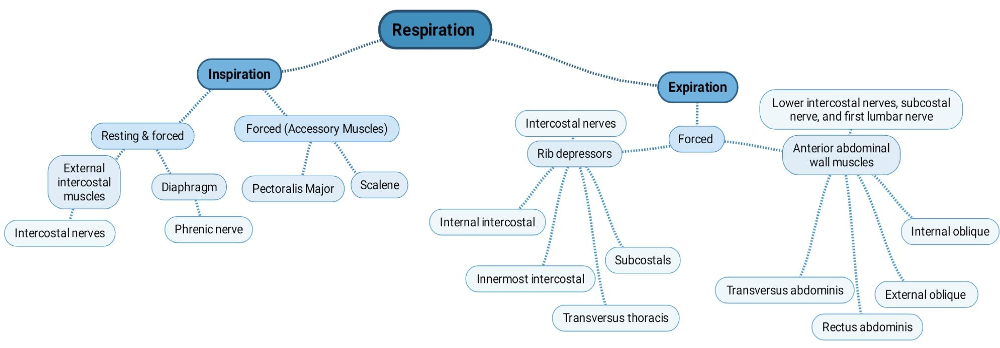 Respiration
Inspiration
Resting & forced
External
intercostal
muscles
Intercostal nerves
Diaphragm
Phrenic nerve
Forced (Accessory Muscles)
Pectoralis Major
Scalene
Expiration
Forced
Intercostal nerves
Rib depressors
Internal intercostal
Innermost intercostal
Transversus thoracis
Subcostals
Lower intercostal nerves, subcostal
nerve, and first lumbar nerve
Anterior abdominal
wall muscles
Transversus abdominis
Rectus abdominis
External oblique
Internal oblique